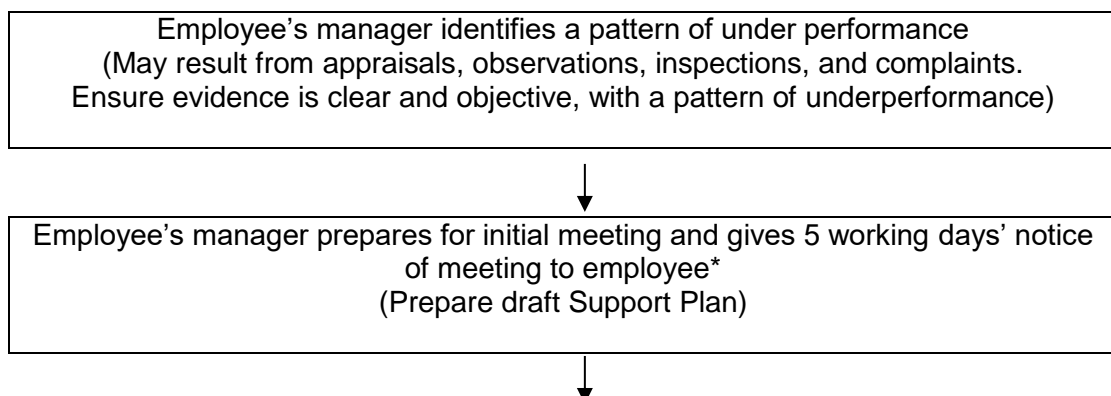 Employee’s manager identifies a pattern of under performance
(May result from appraisals, observations, inspections, and complaints.
Ensure evidence is clear and objective, with a pattern of underperformance)
Employee’s manager prepares for initial meeting and gives 5 working days’ notice
of meeting to employee*
(Prepare draft Support Plan)